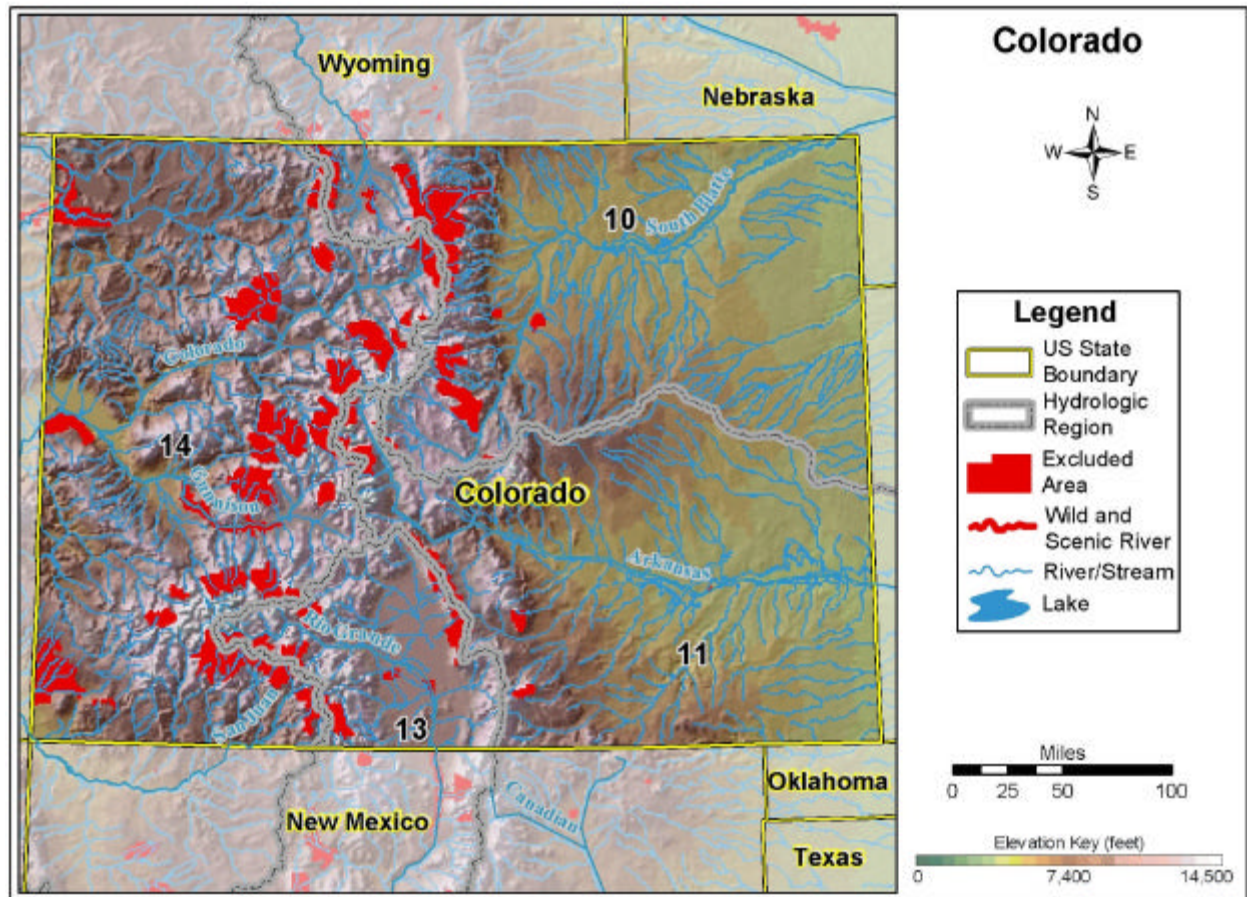 Colorado
Wyoming
Nebraska
N
W
E
S
10
South Platte
Colorado
14
Gunnison
Colorado
Arkansas
Rio Grande
11
San Juan
13
New Mexico
Canadian
Oklahoma
Texas
Legend
US State
Boundary
Hydrologic
Region
Excluded
Area
Wild and
Scenic River
River/Stream
Lake
Miles
0 25 50 100
Elevation Key (feet)
0 7,400 14,500